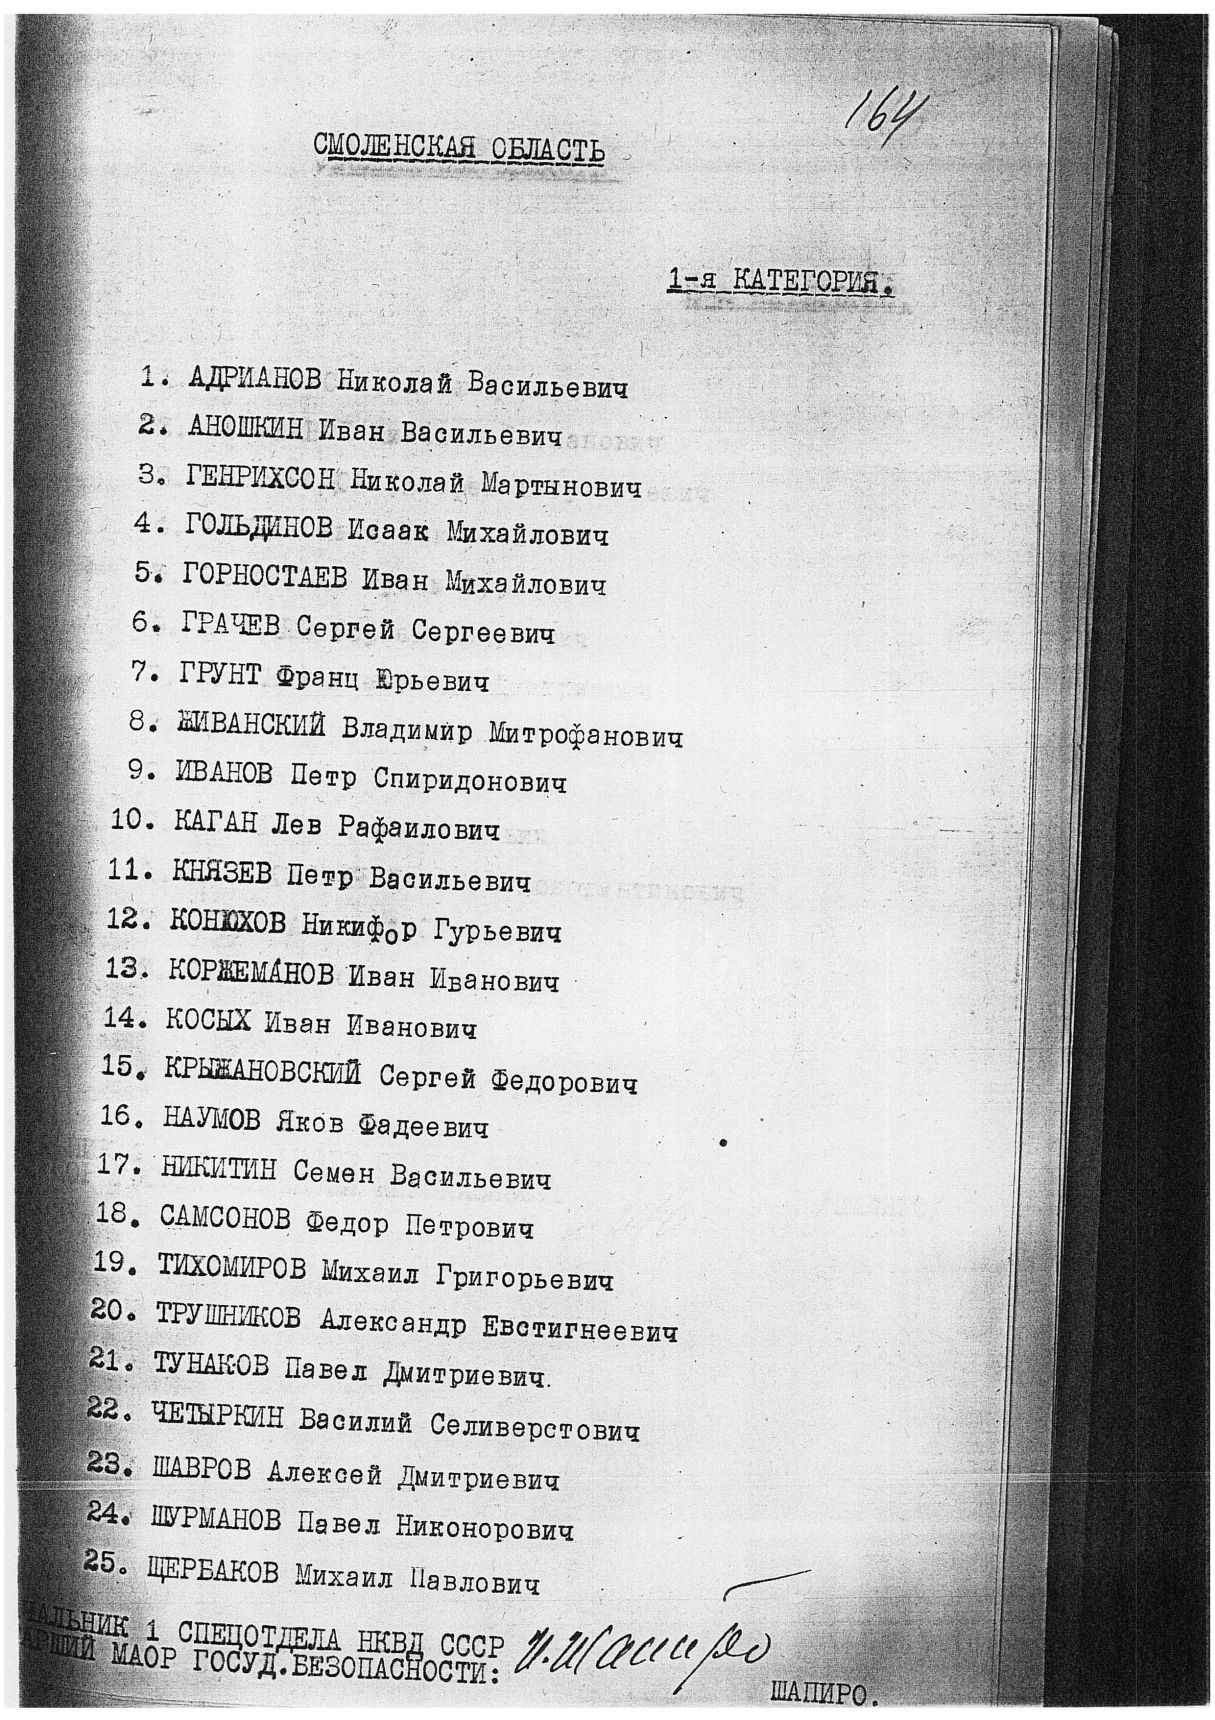 164
СМОЛЕНСКАЯ ОБЛАСТЬ
1-я КАТЕГОРИЯ.
1. АДРИАНОВ Николай Васильевич
2. АНОШКИН Иван Васильевич
3. ГЕНРИХСОН Николай Мартынович
4. ГОЛЬДИНОВ Исаак Михайлович
5. ГОРНОСТАЕВ Иван Михайлович
6. ГРАЧЕВ Сергей Сергеевич
7. ГРУНТ Франц Юрьевич
8. ЖИВАНСКИЙ Владимир Митрофанович
9. ИВАНОВ Петр Спиридонович
10. КАГАН Лев Рафаилович
11. КНЯЗЕВ Петр Васильевич
12. КОНЮХОВ Никифор Гурьевич
13. КОРЖЕМАНОВ Иван Иванович
14. КОСЫХ Иван Иванович
15. КРЫЖАНОВСКИЙ Сергей Федорович
16. НАУМОВ Яков Фадеевич
17. НИКИТИН Семен Васильевич
18. САМСОНОВ Федор Петрович
19. ТИХОМИРОВ Михаил Григорьевич
20. ТРУШНИКОВ Александр Евстигнеевич
21. ТУНАКОВ Павел Дмитриевич.
22. ЧЕТЫРКИН Василий Селиверстович
23. ШАВРОВ Алексей Дмитриевич
24. ШУРМАНОВ Павел Никонорович
25. ЩЕРБАКОВ Михаил Павлович
НАЧАЛЬНИК 1 СПЕЦОТДЕЛА НКВД СССР
СТАРШИЙ МАОР ГОСУД.БЕЗОПАСНОСТИ: И.Шапиро
ШАПИРО.